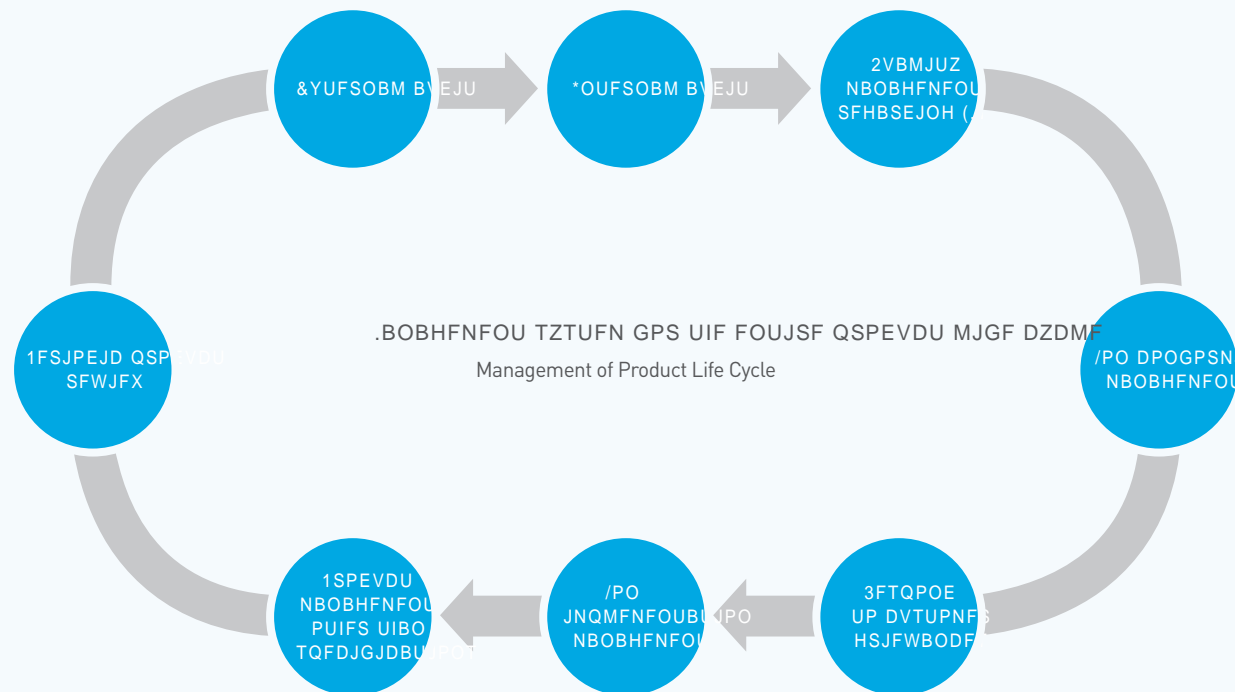 &YUFSOBM BVEJU
*OUFSOBM BVEJU
2VBMJUZ
NBOBHFNFOU
SFHBSEJOH (.
.BOBHFNFOU TZTUFN GPS UIF FOUJSF QSPEVDU MJGF DZDMF
Management of Product Life Cycle
1FSJPEJD QSPEVDU
SFWJFX
/PO DPOGPSN
NBOBHFNFOU
1SPEVDU
NBOBHFNFOU
PUIFS UIBO
TQFDJGJDBUJPOT
/PO
JNQMFNFOUBUJPO
NBOBHFNFOU
3FTQPOE
UP DVTUPNFS
HSJFWBODF